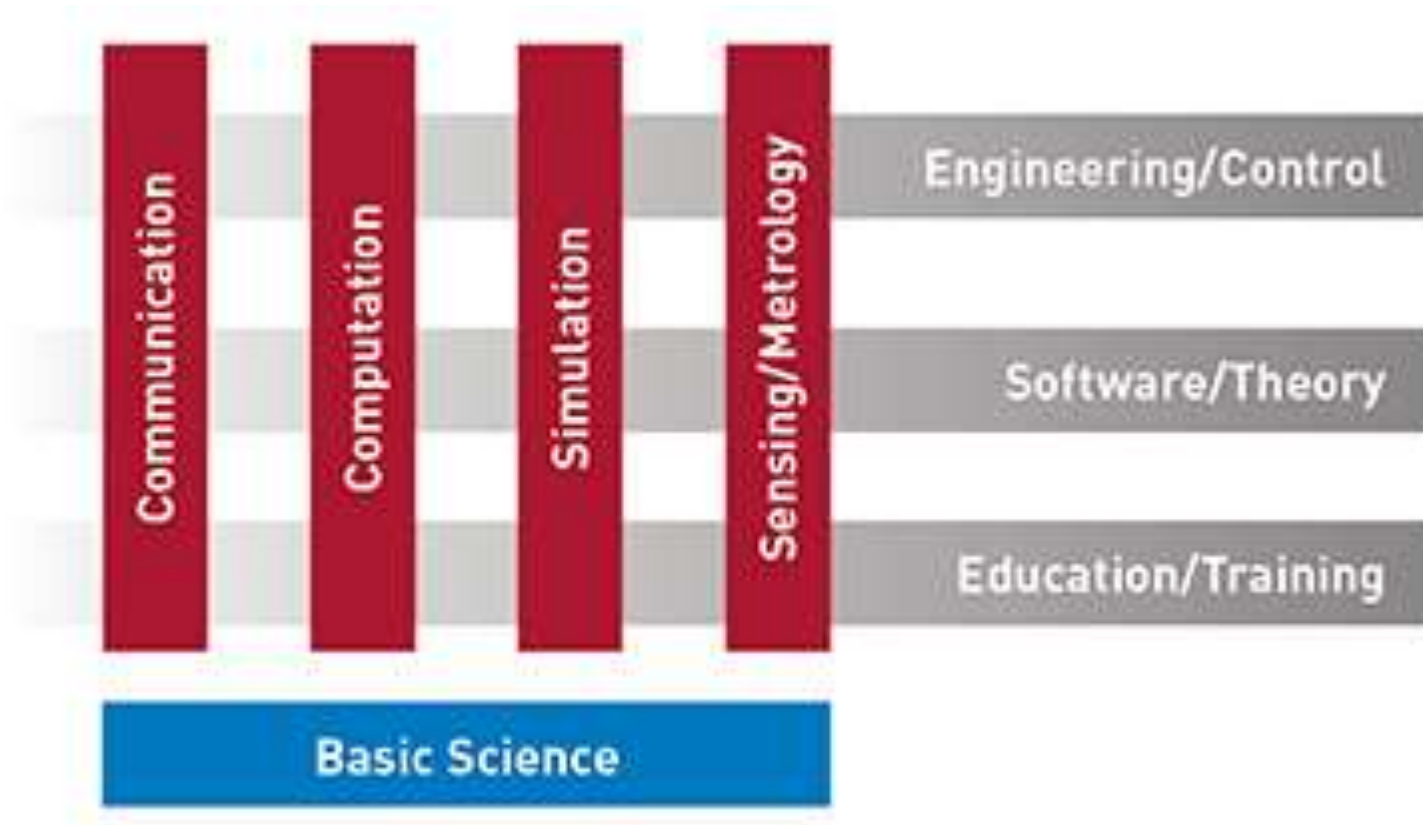 Communication
Computation
Simulation
Sensing/Metrology
Engineering/Control
Software/Theory
Education/Training
Basic Science